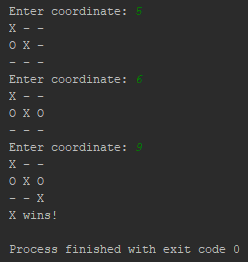 Enter coordinate: 5
X - -
O X -
- - -
Enter coordinate: 6
X - -
O X O
- - -
Enter coordinate: 9
X - -
O X O
- - X
X wins!
Process finished with exit code 0